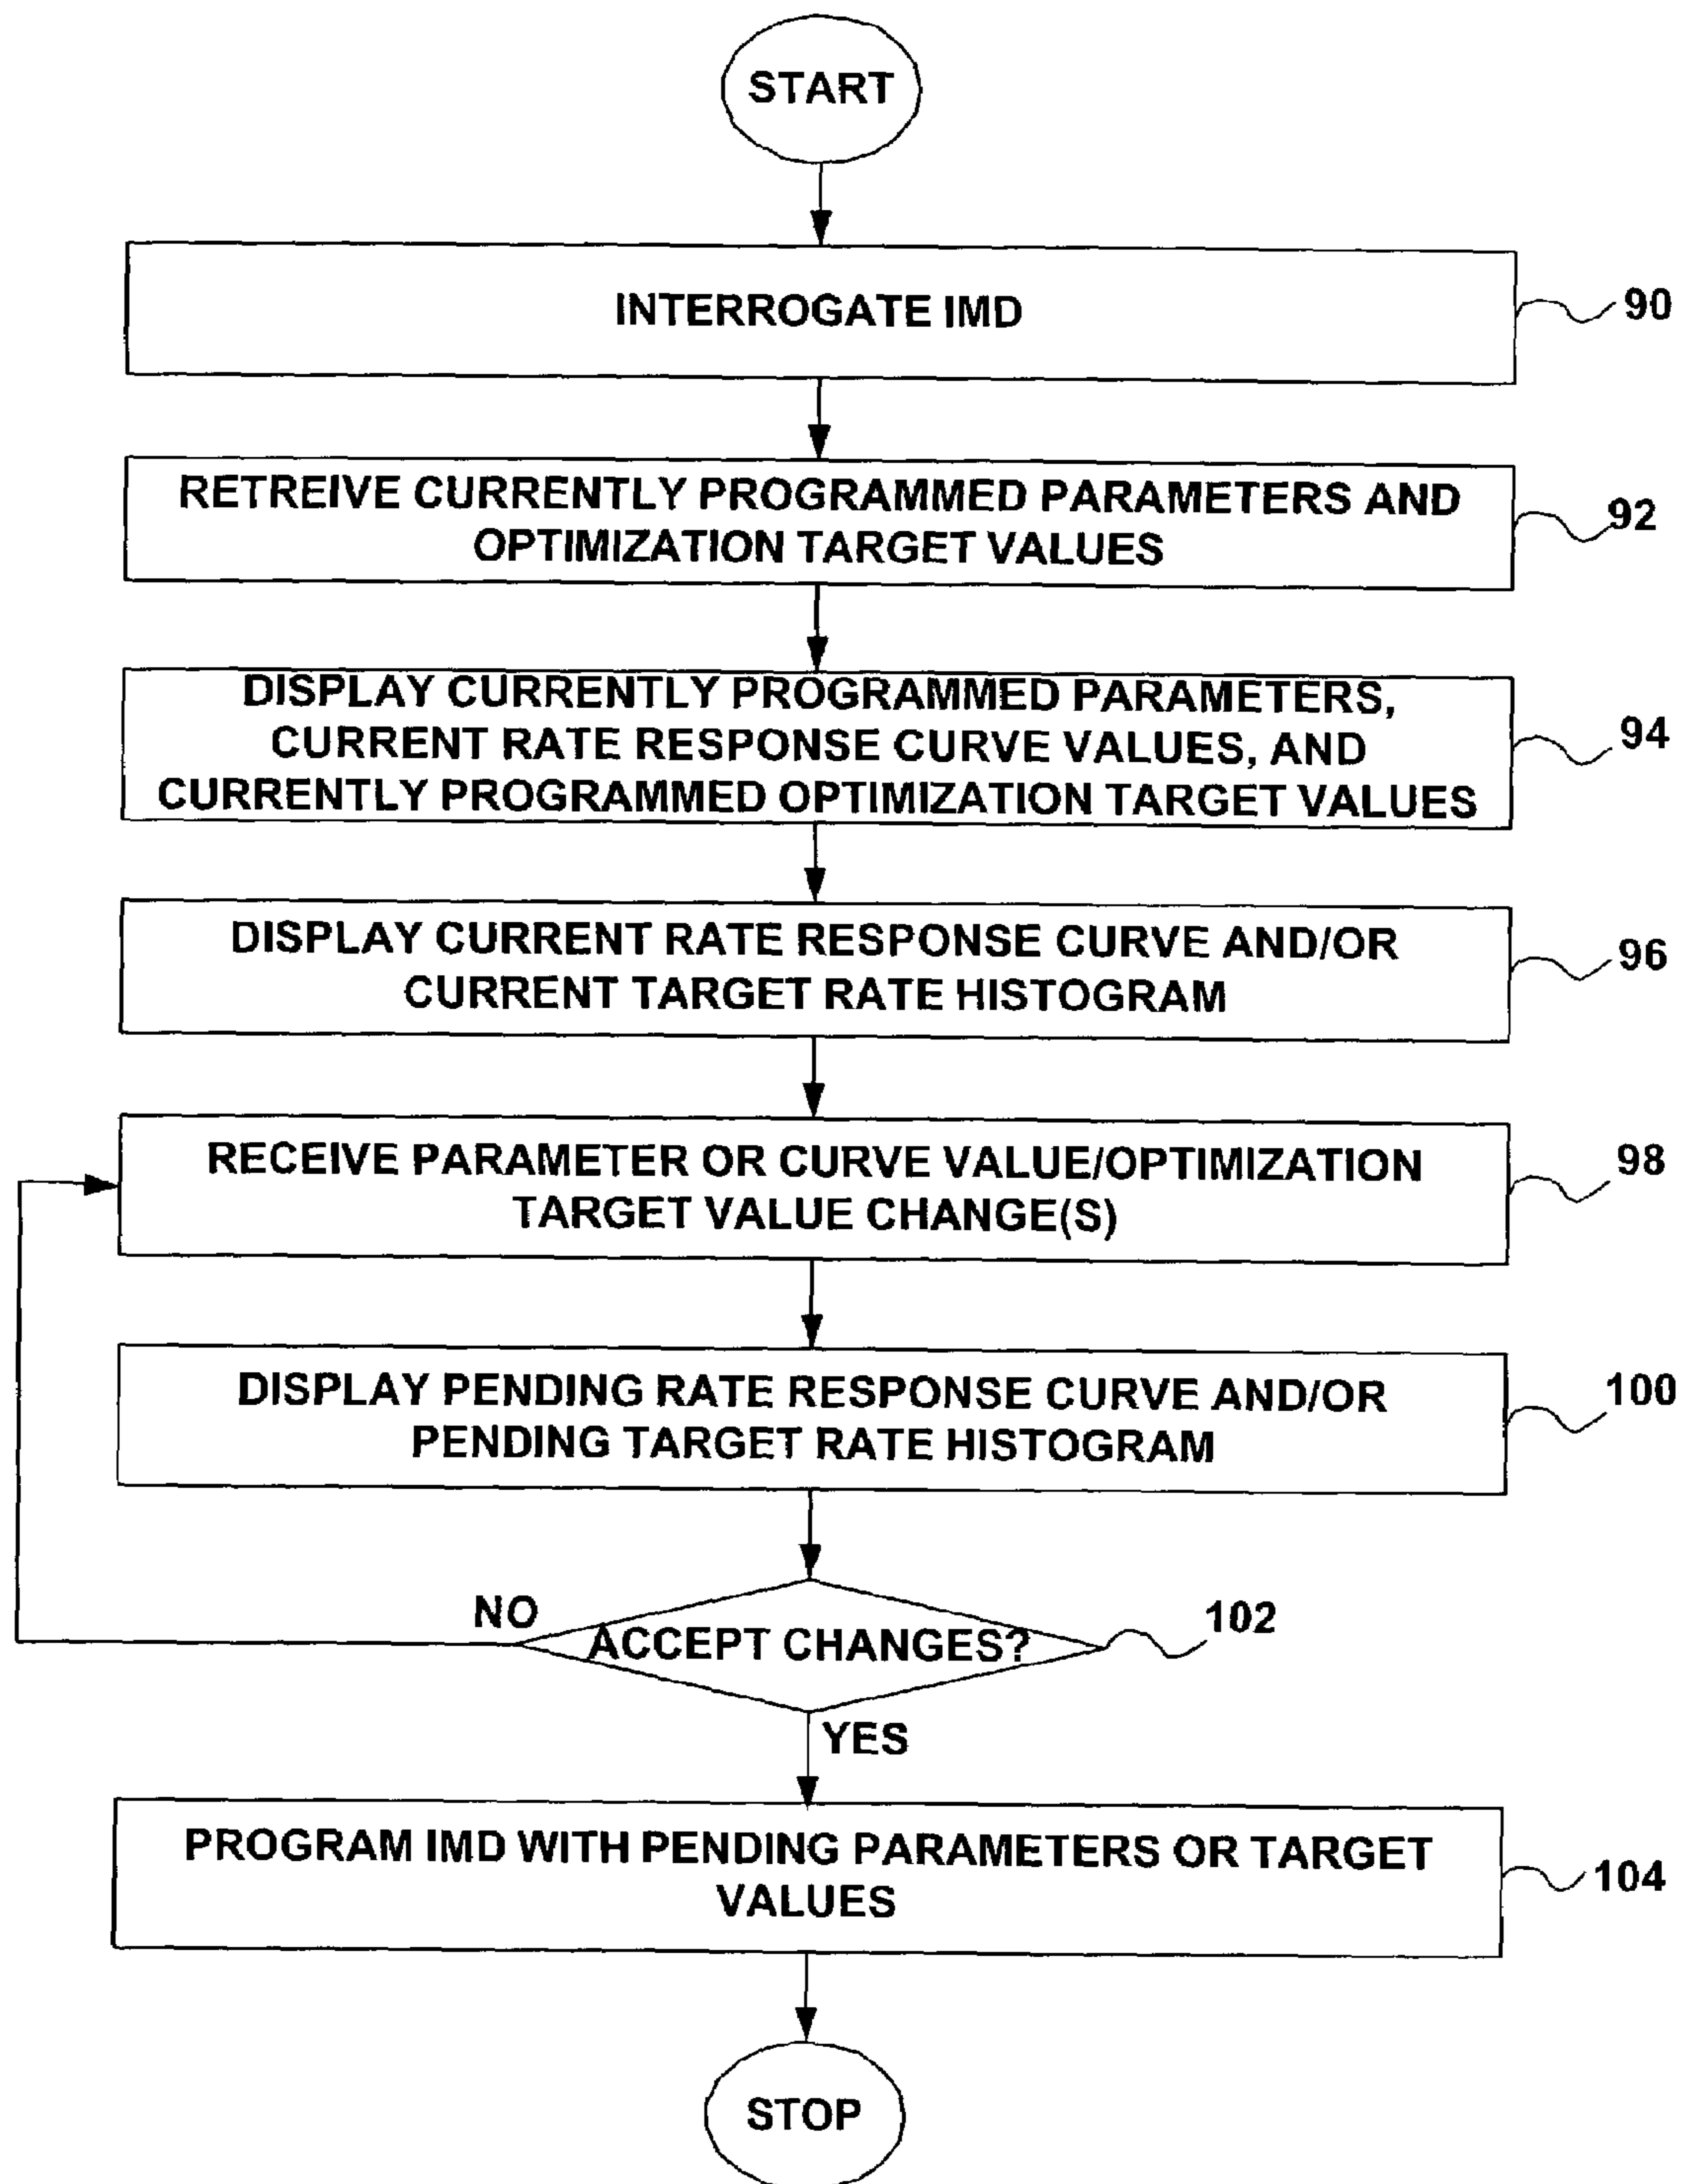 START
INTERROGATE IMD
90
RETREIVE CURRENTLY PROGRAMMED PARAMETERS AND
OPTIMIZATION TARGET VALUES
92
DISPLAY CURRENTLY PROGRAMMED PARAMETERS,
CURRENT RATE RESPONSE CURVE VALUES, AND
CURRENTLY PROGRAMMED OPTIMIZATION TARGET VALUES
94
DISPLAY CURRENT RATE RESPONSE CURVE AND/OR
CURRENT TARGET RATE HISTOGRAM
96
RECEIVE PARAMETER OR CURVE VALUE/OPTIMIZATION
TARGET VALUE CHANGE(S)
98
DISPLAY PENDING RATE RESPONSE CURVE AND/OR
PENDING TARGET RATE HISTOGRAM
100
NO
ACCEPT CHANGES?
102
YES
PROGRAM IMD WITH PENDING PARAMETERS OR TARGET
VALUES
104
STOP